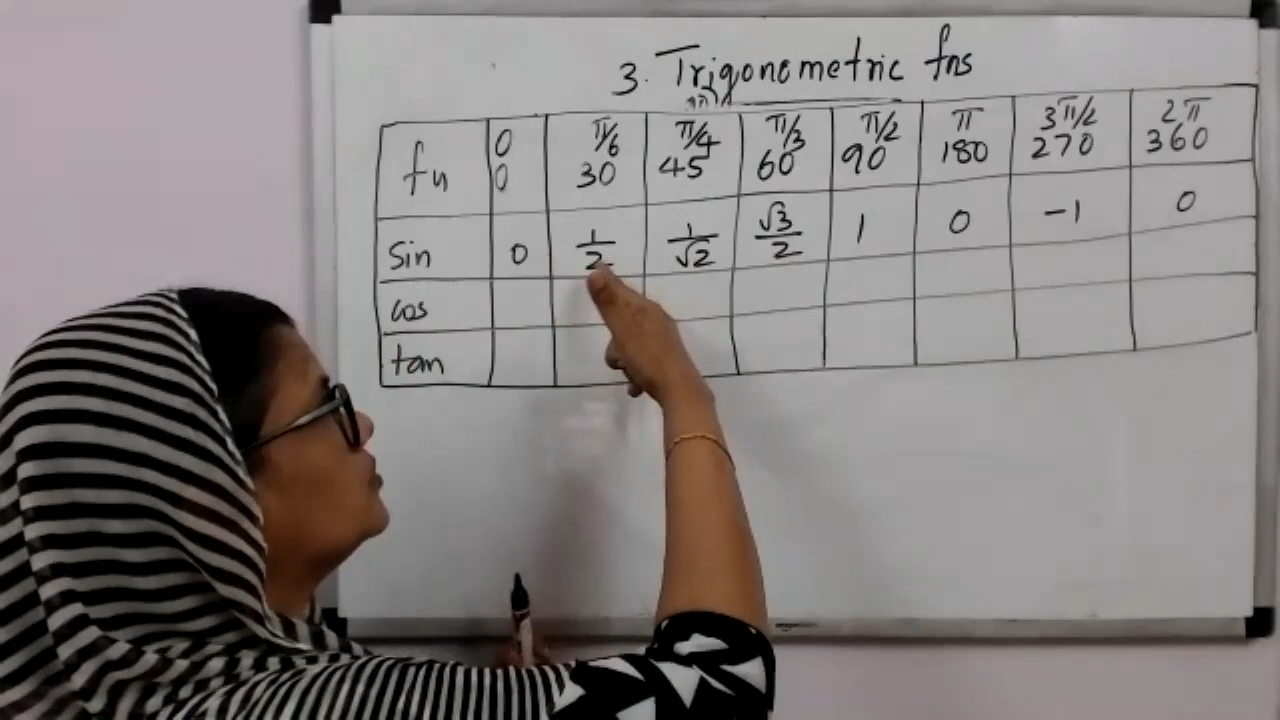 3. Trigonometric fns
fn 0 π/6 π/4 π/3 π/2 π 3π/2 2π
0 30 45 60 90 180 270 360
Sin 0 1/2 1/√2 √3/2 1 0 -1 0
cos
tan